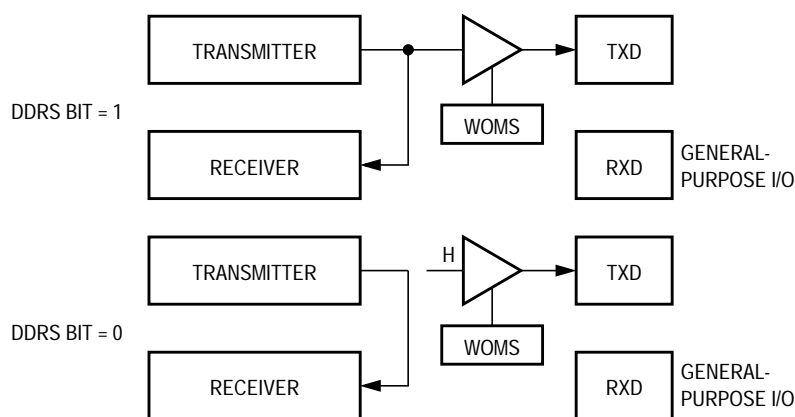 TRANSMITTER
TXD
DDRS BIT = 1
WOMS
RECEIVER
RXD
GENERAL-
PURPOSE I/O
TRANSMITTER
H
TXD
DDRS BIT = 0
WOMS
RECEIVER
RXD
GENERAL-
PURPOSE I/O